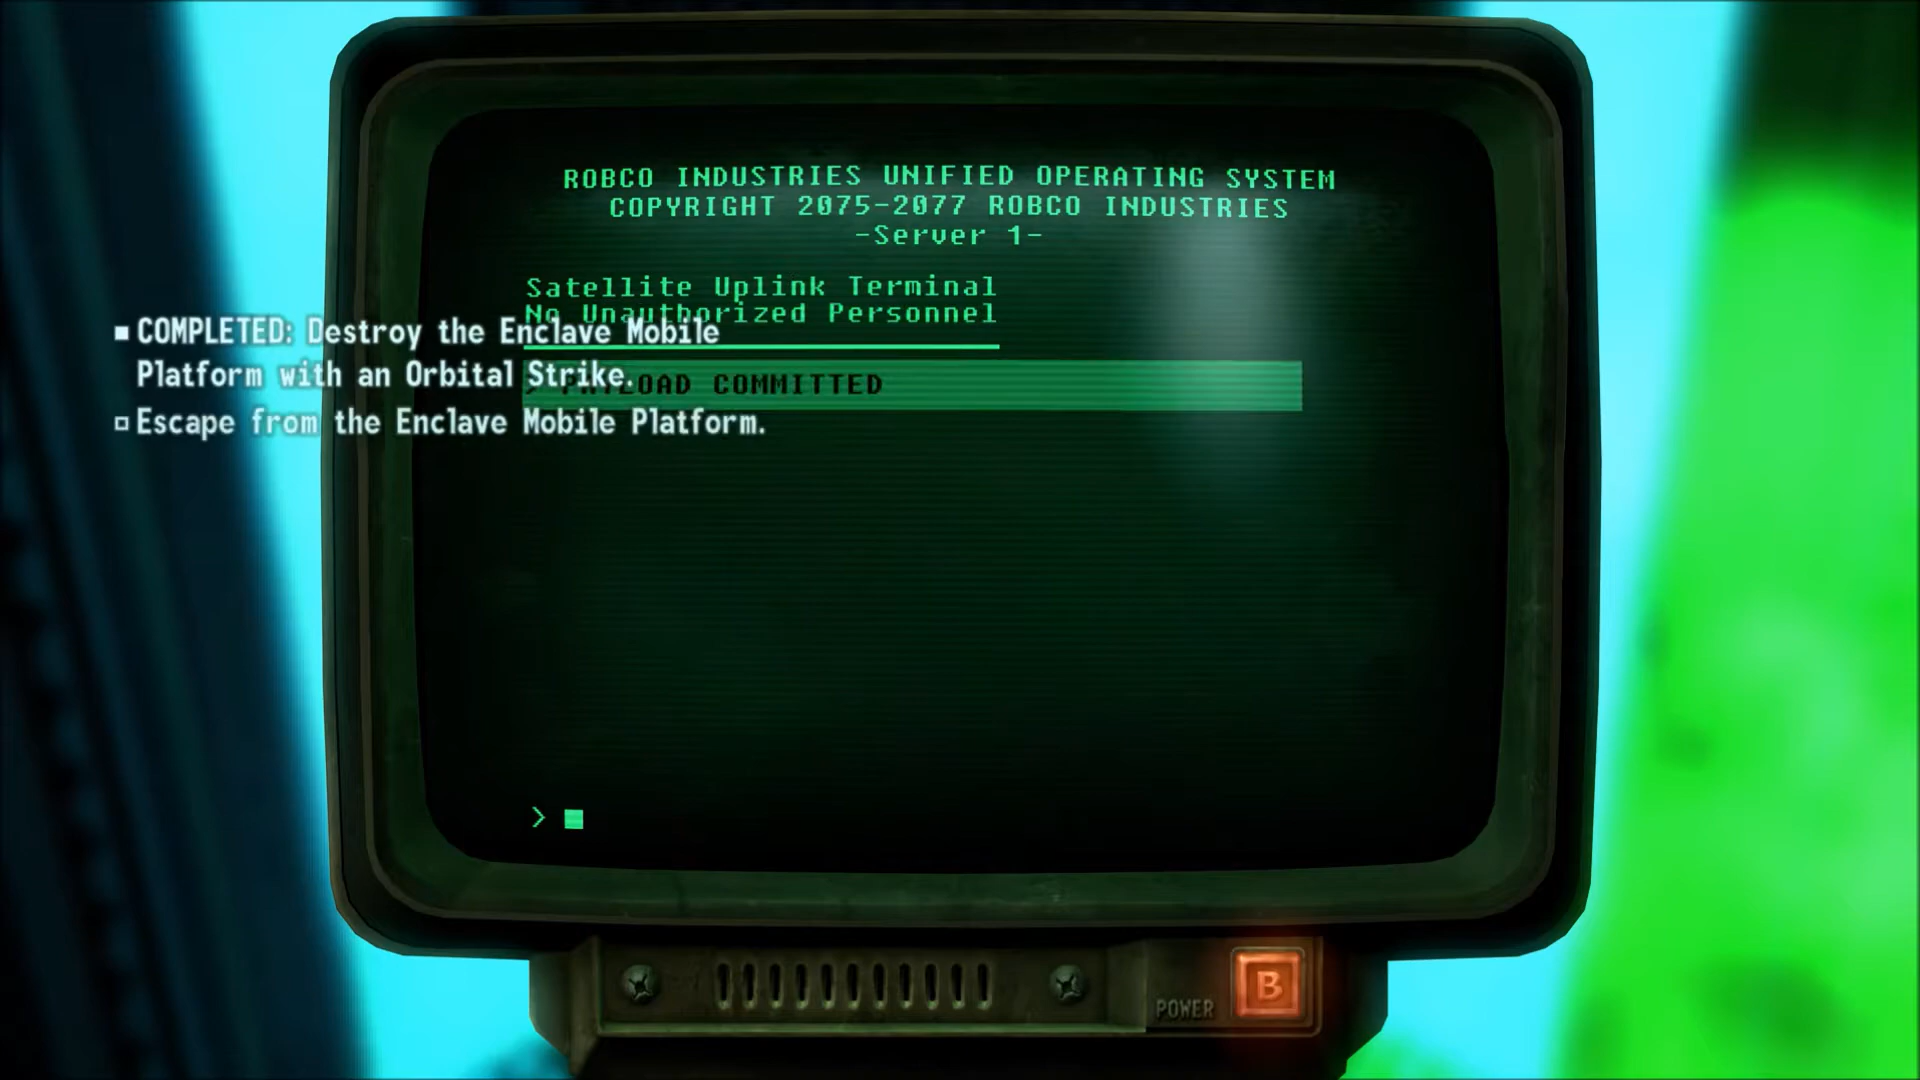 ROBCO INDUSTRIES UNIFIED OPERATING SYSTEM
COPYRIGHT 2075-2077 ROBCO INDUSTRIES
-Server 1-
Satellite Uplink Terminal
No Unauthorized Personnel
COMPLETED: Destroy the Enclave Mobile
Platform with an Orbital Strike.
> PAYLOAD COMMITTED
Escape from the Enclave Mobile Platform.
>
POWER
B